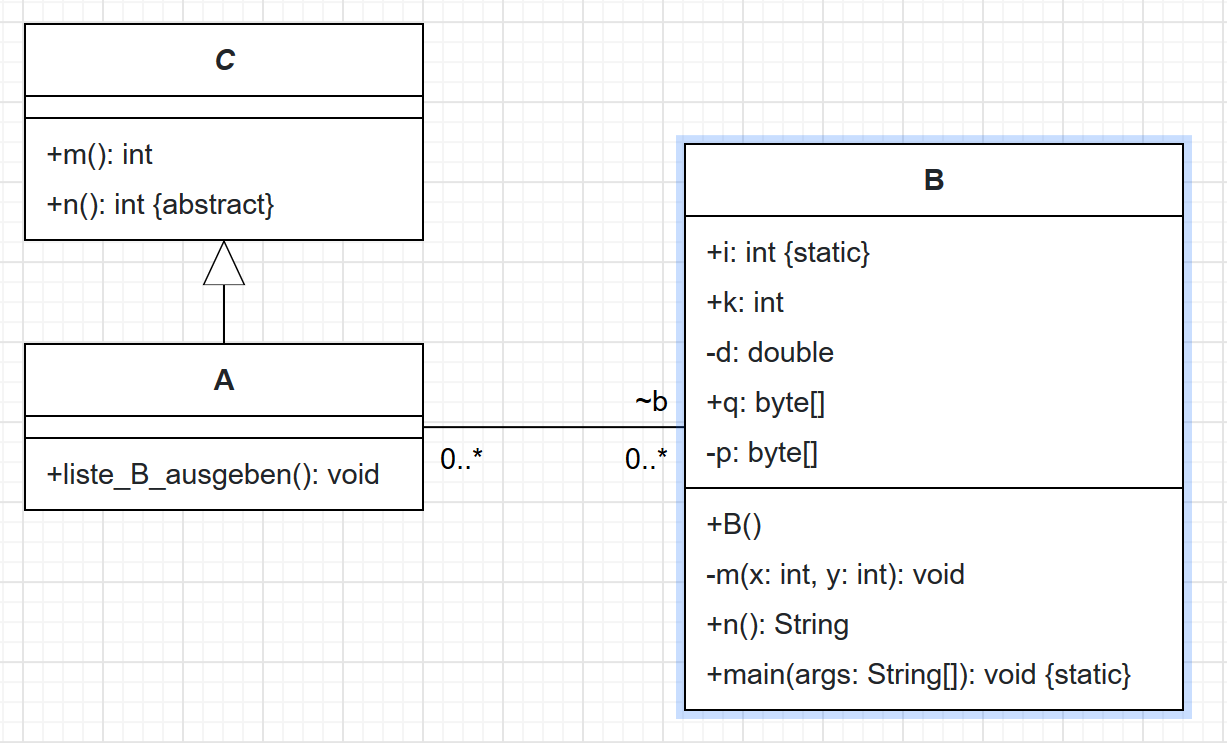 C
+m(): int
+n(): int {abstract}
A
+liste_B_ausgeben(): void
~b
0..*
0..*
B
+i: int {static}
+k: int
-d: double
+q: byte[]
-p: byte[]
+B()
-m(x: int, y: int): void
+n(): String
+main(args: String[]): void {static}